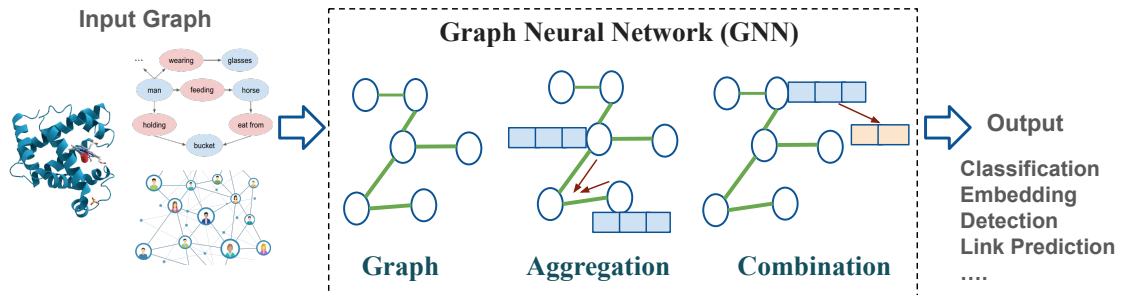 Input Graph
...
wearing
glasses
man
feeding
horse
holding
eat from
bucket
Graph Neural Network (GNN)
Graph
Aggregation
Combination
Output
Classification
Embedding
Detection
Link Prediction
....